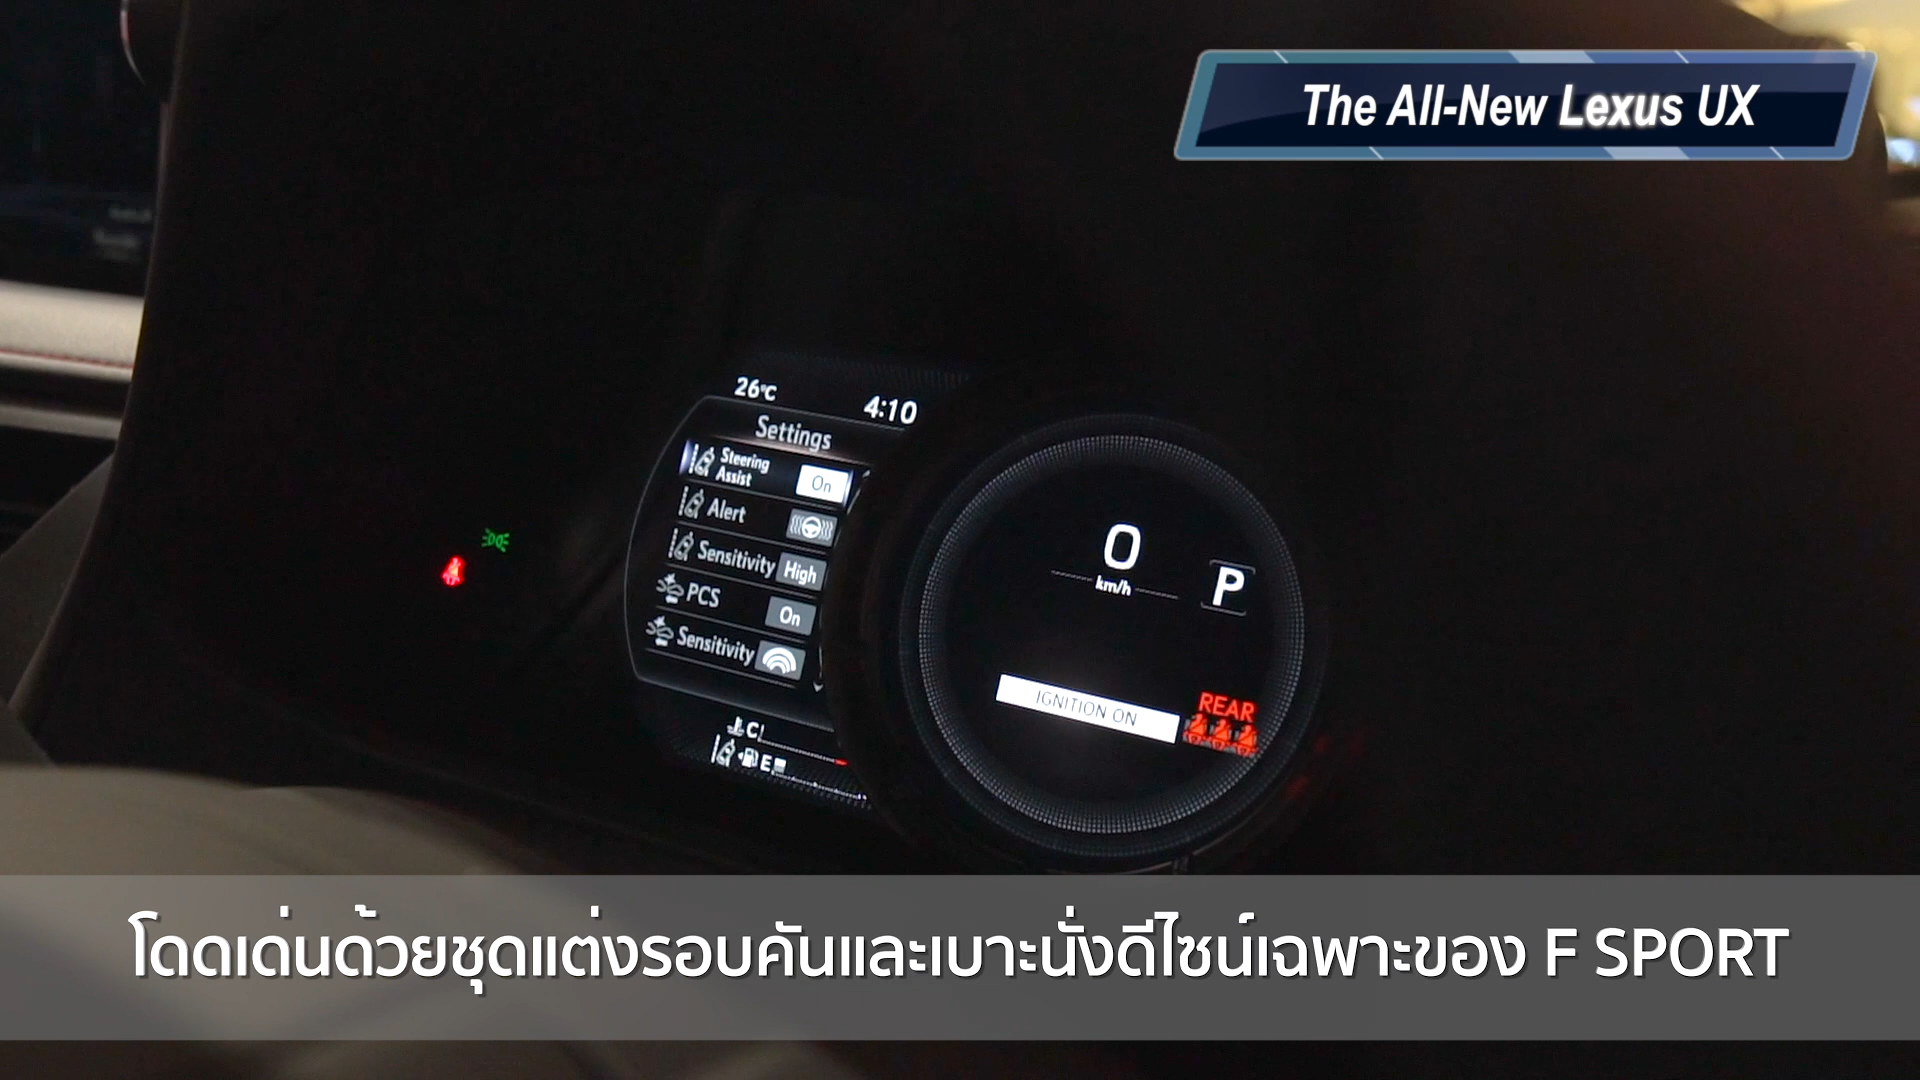 The All-New Lexus UX
26°C
4:10
Settings
Steering
Assist
On
Alert
Sensitivity
High
PCS
On
Sensitivity
C
E
0
km/h
P
IGNITION ON
REAR
โดดเด่นด้วยชุดแต่งรอบคันและเบาะนั่งดีไซน์เฉพาะของ F SPORT